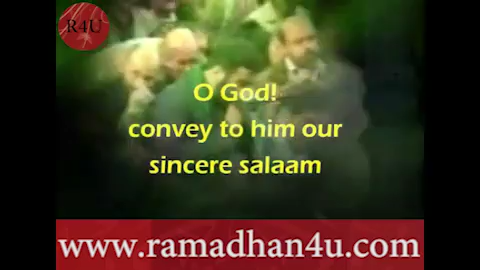 R4U
O God!
convey to him our
sincere salaam
www.ramadhan4u.com